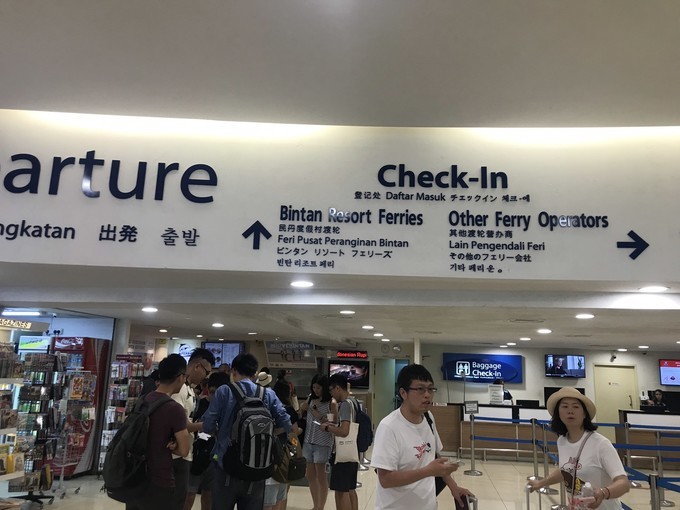 arture
ngkatan 出発 출발
Check-In
登记处 Daftar Masuk チェックイン 체크-에
Bintan Resort Ferries
民丹度假村渡轮
Feri Pusat Peranginan Bintan
ビンタン リゾート フェリーズ
빈탄 리조트 페리
Other Ferry Operators
其他渡轮营办商
Lain Pengendali Feri
その他のフェリー会社
기타 페리 운 。
MAGAZINES
Baggage
Check-In